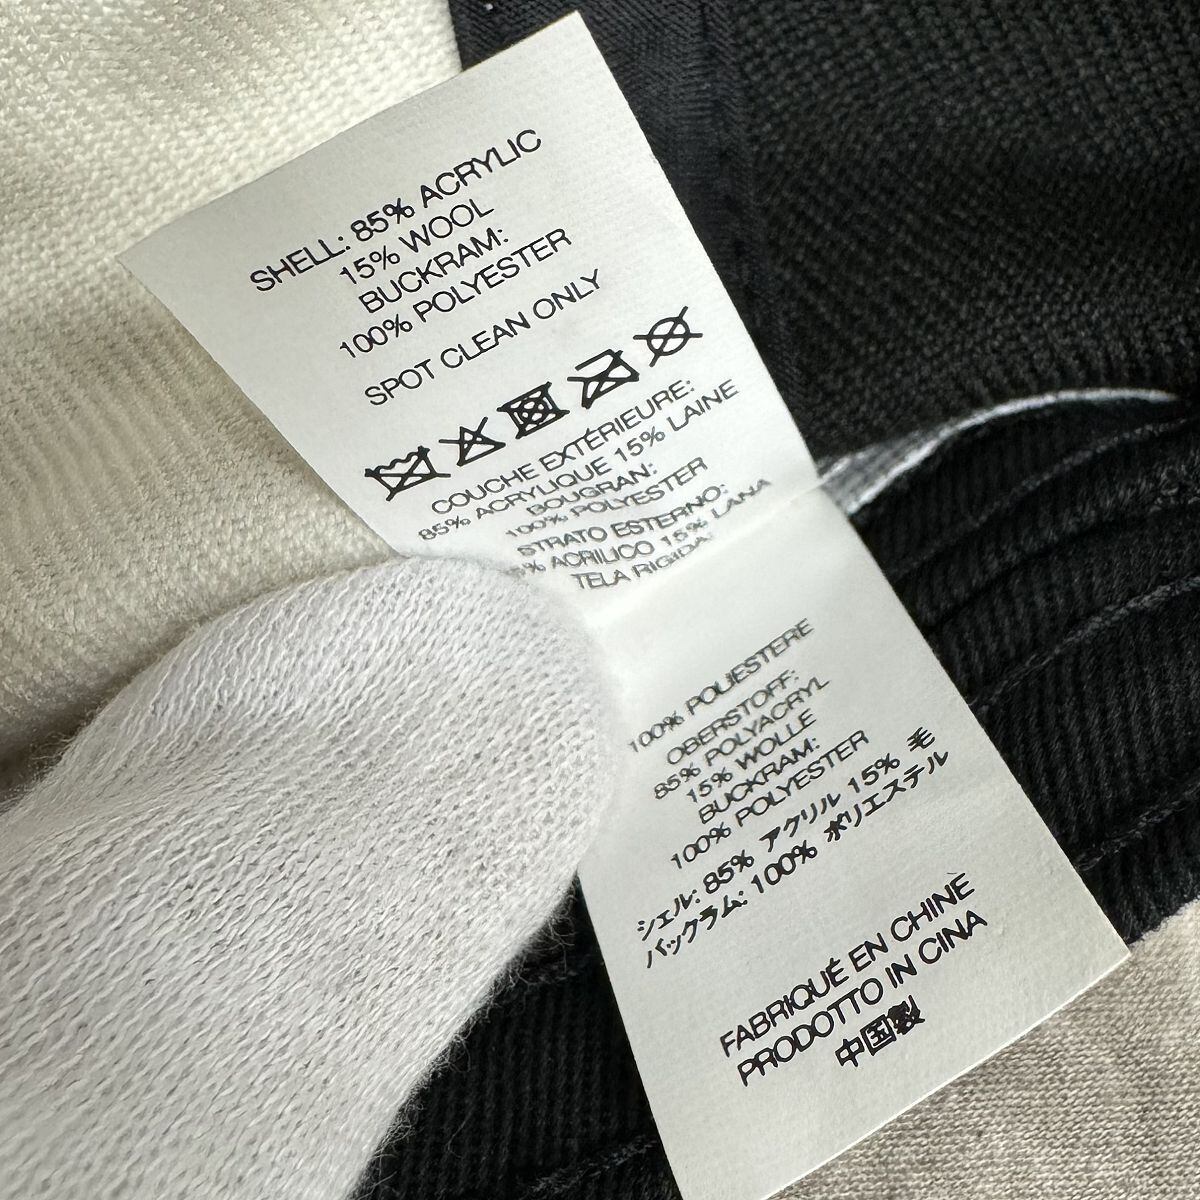 SHELL: 85% ACRYLIC
15% WOOL
BUCKRAM:
100% POLYESTER
SPOT CLEAN ONLY
COUCHE EXTÉRIEURE:
85% ACRYLIQUE 15% LAINE
BOUGRAN:
100% POLYESTER
STRATO ESTERNO:
% ACRILICO 15% LANA
TELA RIGIDA:
100% POLIESTERE
OBERSTOFF:
85% POLYACRYL
15% WOLLE
BUCKRAM:
100% POLYESTER
シェル: 85% アクリル 15% 毛
バックラム: 100% ポリエステル
FABRIQUÉ EN CHINE
PRODOTTO IN CINA
中国製